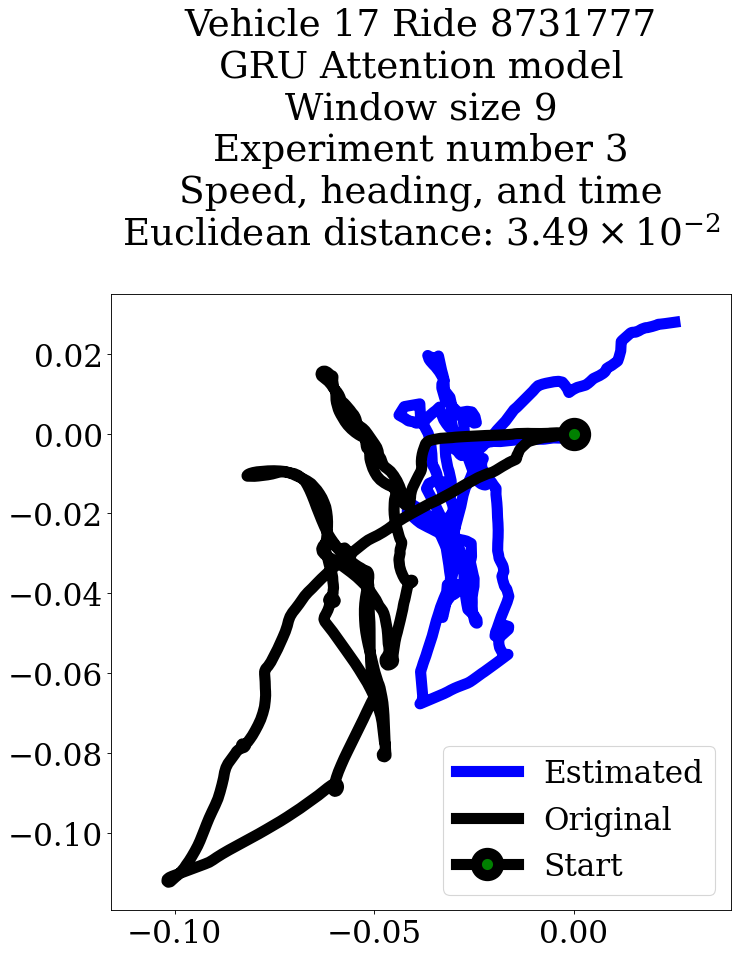 Vehicle 17 Ride 8731777
GRU Attention model
Window size 9
Experiment number 3
Speed, heading, and time
Euclidean distance: 3.49 × 10⁻²
0.02
0.00
−0.02
−0.04
−0.06
−0.08
−0.10
Estimated
Original
Start
−0.10 −0.05 0.00